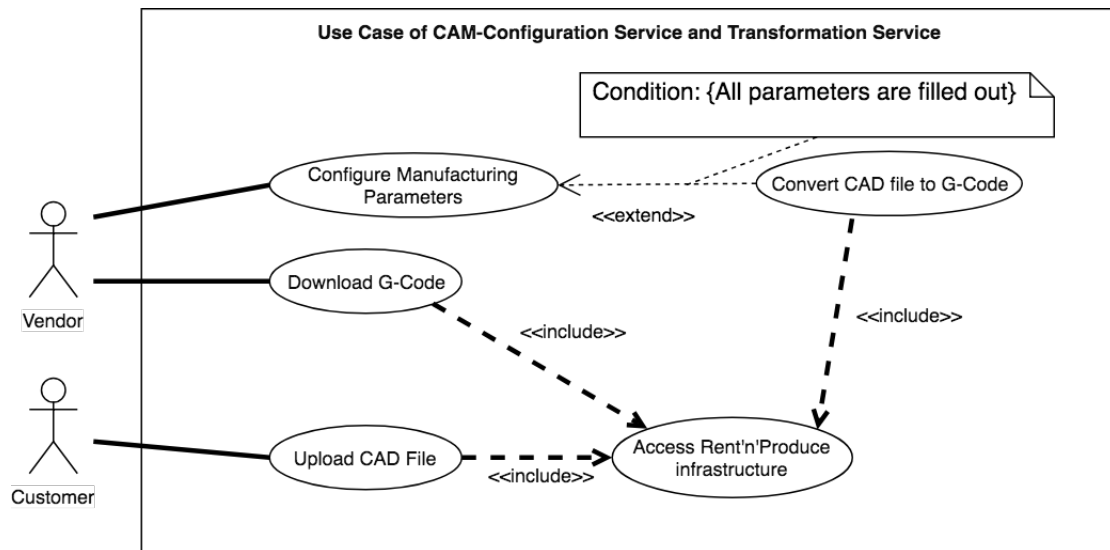 Use Case of CAM-Configuration Service and Transformation Service
Condition: {All parameters are filled out}
Configure Manufacturing
Parameters
Convert CAD file to G-Code
<<extend>>
Vendor
Download G-Code
<<include>>
<<include>>
Customer
Upload CAD File
<<include>>
Access Rent'n'Produce
infrastructure